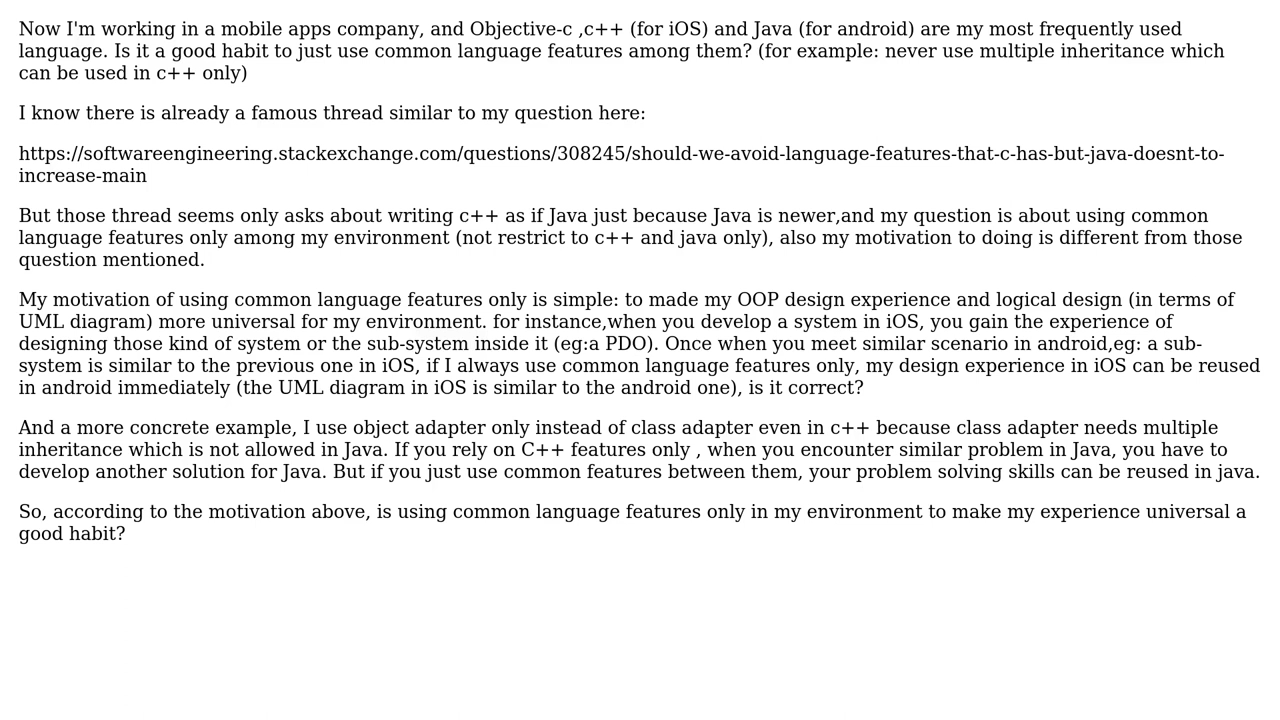 Now I'm working in a mobile apps company, and Objective-c ,c++ (for iOS) and Java (for android) are my most frequently used
language. Is it a good habit to just use common language features among them? (for example: never use multiple inheritance which
can be used in c++ only)
I know there is already a famous thread similar to my question here:
https://softwareengineering.stackexchange.com/questions/308245/should-we-avoid-language-features-that-c-has-but-java-doesnt-to-
increase-main
But those thread seems only asks about writing c++ as if Java just because Java is newer,and my question is about using common
language features only among my environment (not restrict to c++ and java only), also my motivation to doing is different from those
question mentioned.
My motivation of using common language features only is simple: to made my OOP design experience and logical design (in terms of
UML diagram) more universal for my environment. for instance,when you develop a system in iOS, you gain the experience of
designing those kind of system or the sub-system inside it (eg:a PDO). Once when you meet similar scenario in android,eg: a sub-
system is similar to the previous one in iOS, if I always use common language features only, my design experience in iOS can be reused
in android immediately (the UML diagram in iOS is similar to the android one), is it correct?
And a more concrete example, I use object adapter only instead of class adapter even in c++ because class adapter needs multiple
inheritance which is not allowed in Java. If you rely on C++ features only , when you encounter similar problem in Java, you have to
develop another solution for Java. But if you just use common features between them, your problem solving skills can be reused in java.
So, according to the motivation above, is using common language features only in my environment to make my experience universal a
good habit?